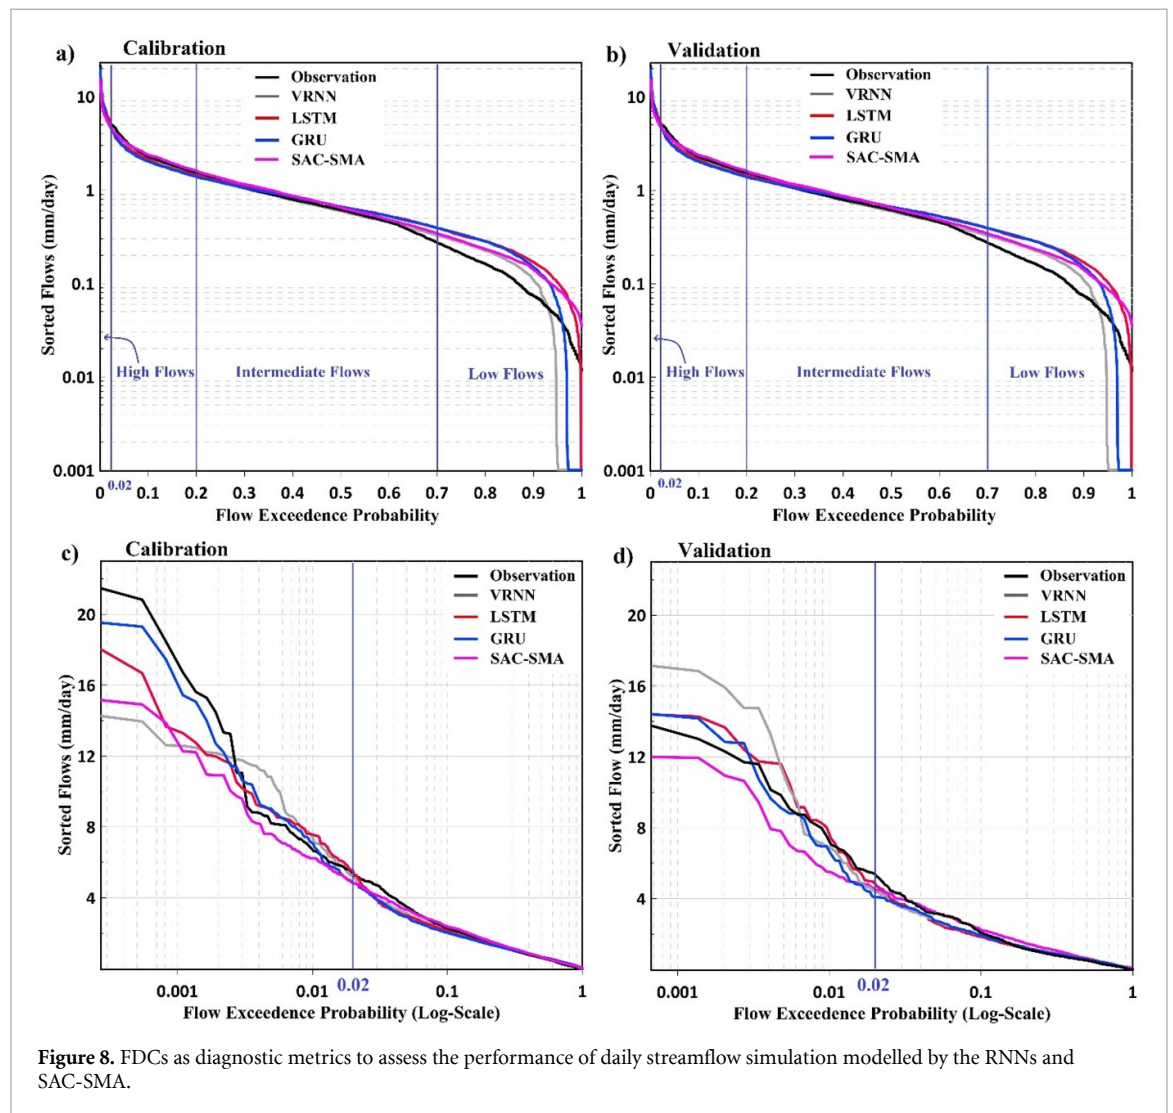 a) Calibration
Observation
VRNN
LSTM
GRU
SAC-SMA
Sorted Flows (mm/day)
10
1
0.1
0.01
0.001
High Flows
Intermediate Flows
Low Flows
0 0.02 0.1 0.2 0.3 0.4 0.5 0.6 0.7 0.8 0.9 1
Flow Exceedence Probability
b) Validation
Observation
VRNN
LSTM
GRU
SAC-SMA
Sorted Flows (mm/day)
10
1
0.1
0.01
0.001
High Flows
Intermediate Flows
Low Flows
0 0.02 0.1 0.2 0.3 0.4 0.5 0.6 0.7 0.8 0.9 1
Flow Exceedence Probability
c) Calibration
Observation
VRNN
LSTM
GRU
SAC-SMA
Sorted Flows (mm/day)
20
16
12
8
4
0.001 0.01 0.02 0.1 1
Flow Exceedence Probability (Log-Scale)
d) Validation
Observation
VRNN
LSTM
GRU
SAC-SMA
Sorted Flow (mm/day)
20
16
12
8
4
0.001 0.01 0.02 0.1 1
Flow Exceedence Probability (Log-Scale)
Figure 8. FDCs as diagnostic metrics to assess the performance of daily streamflow simulation modelled by the RNNs and
SAC-SMA.